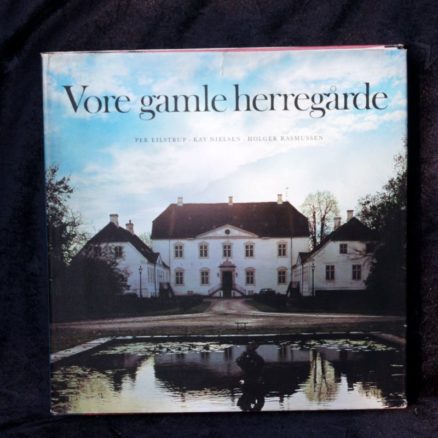 Vore gamle herregårde
PER EILSTRUP · KAY NIELSEN · HOLGER RASMUSSEN